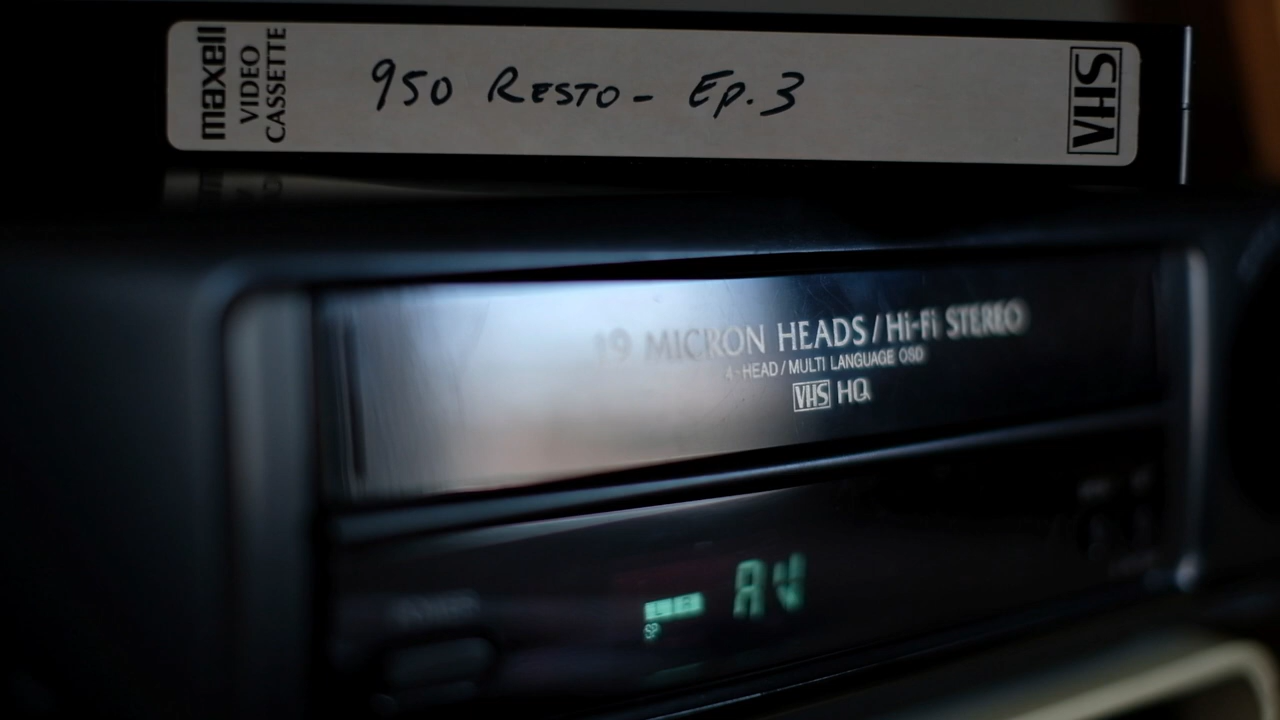 maxell
VIDEO
CASSETTE
950 RESTO - EP. 3
VHS
19 MICRON HEADS / Hi-Fi STEREO
4-HEAD / MULTI LANGUAGE OSD
VHS HQ
AV
SP